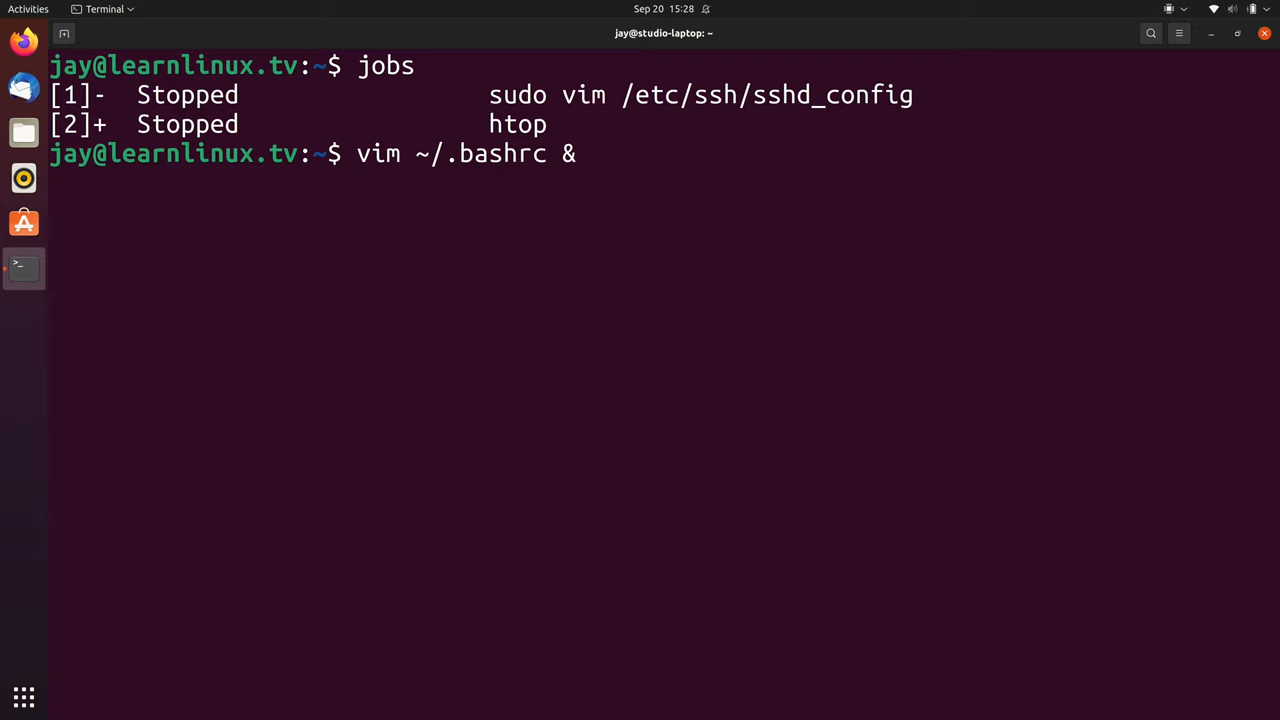 Activities
Terminal
Sep 20 15:28
jay@studio-laptop: ~
jay@learnlinux.tv:~$ jobs
[1]-  Stopped                 sudo vim /etc/ssh/sshd_config
[2]+  Stopped                 htop
jay@learnlinux.tv:~$ vim ~/.bashrc &